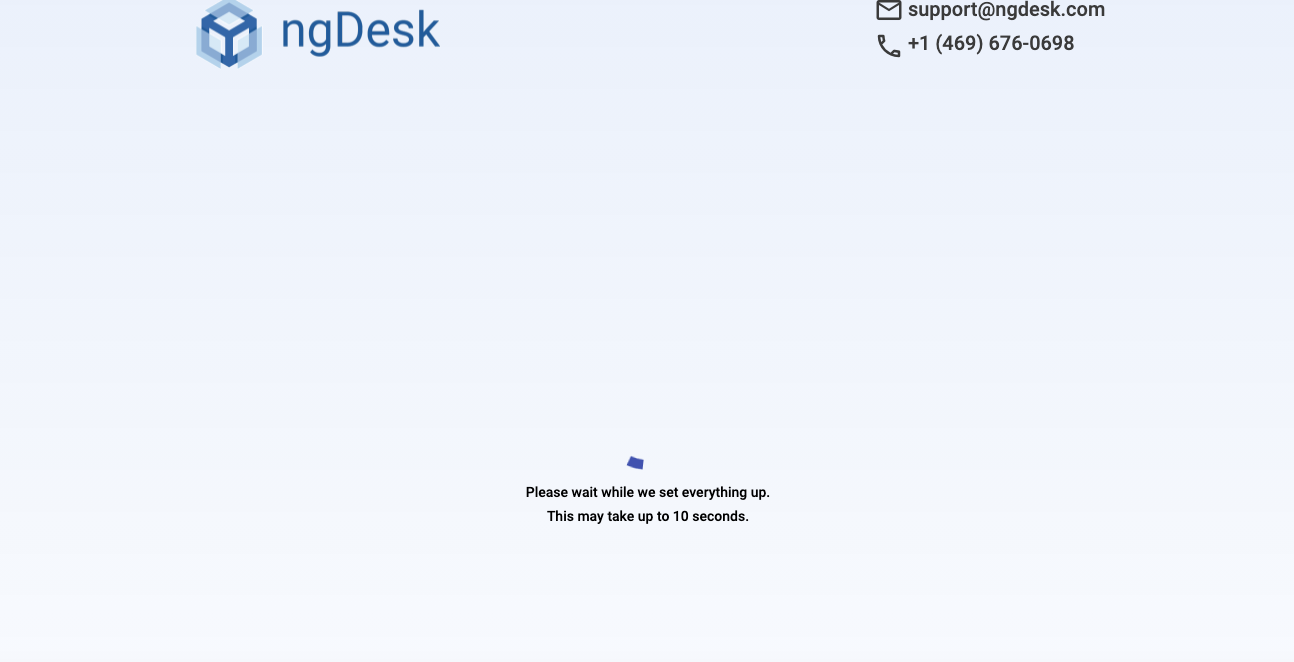 ngDesk
support@ngdesk.com
+1 (469) 676-0698
Please wait while we set everything up.
This may take up to 10 seconds.